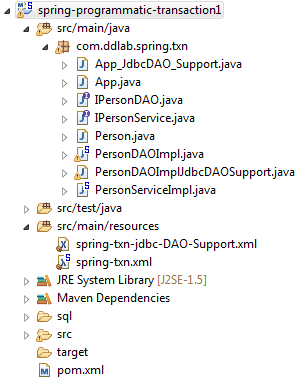 spring-programmatic-transaction1
src/main/java
com.ddlab.spring.txn
App_JdbcDAO_Support.java
App.java
IPersonDAO.java
IPersonService.java
Person.java
PersonDAOImpl.java
PersonDAOImplJdbcDAOSupport.java
PersonServiceImpl.java
src/test/java
src/main/resources
spring-txn-jdbc-DAO-Support.xml
spring-txn.xml
JRE System Library [J2SE-1.5]
Maven Dependencies
sql
src
target
pom.xml